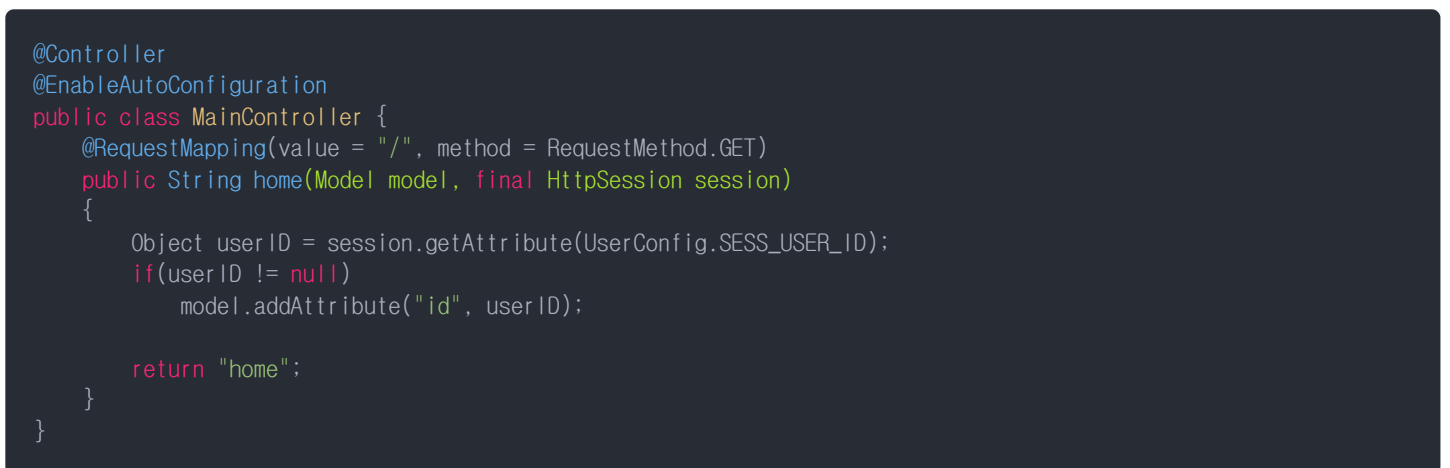 @Controller
@EnableAutoConfiguration
public class MainController {
    @RequestMapping(value = "/", method = RequestMethod.GET)
    public String home(Model model, final HttpSession session)
    {
        Object userID = session.getAttribute(UserConfig.SESS_USER_ID);
        if(userID != null)
            model.addAttribute("id", userID);

        return "home";
    }
}